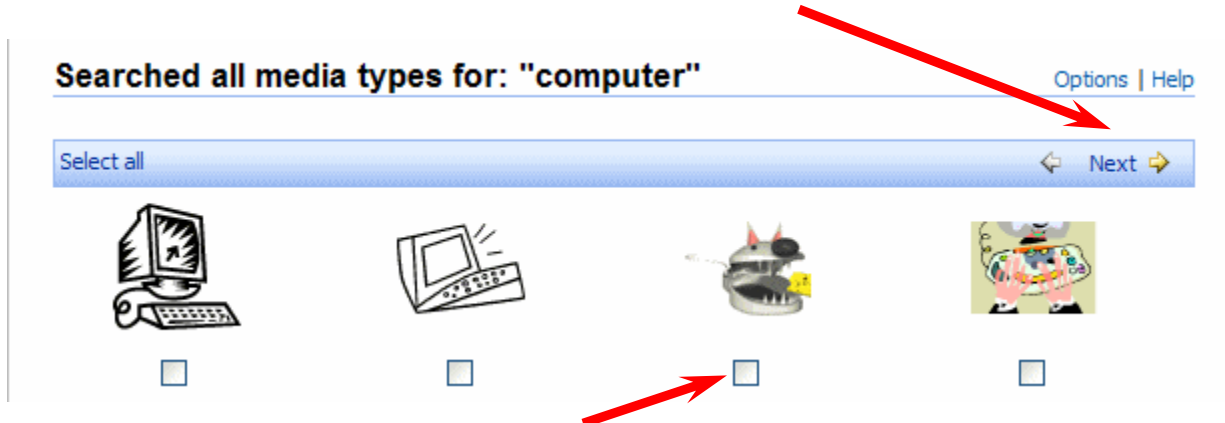 Searched all media types for: "computer"
Options | Help
Select all
Next